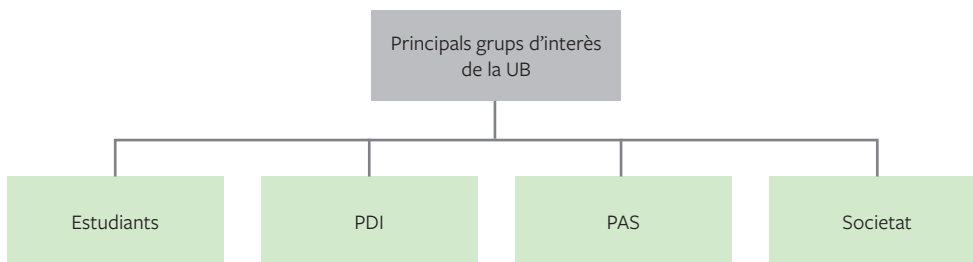 Principals grups d’interès
de la UB
Estudiants
PDI
PAS
Societat